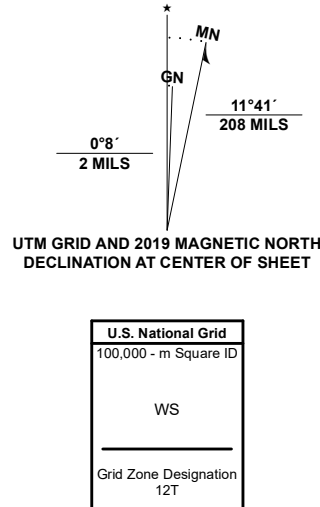 ★
MN
GN
11°41´
208 MILS
0°8´
2 MILS
UTM GRID AND 2019 MAGNETIC NORTH
DECLINATION AT CENTER OF SHEET
U.S. National Grid
100,000 - m Square ID
WS
Grid Zone Designation
12T